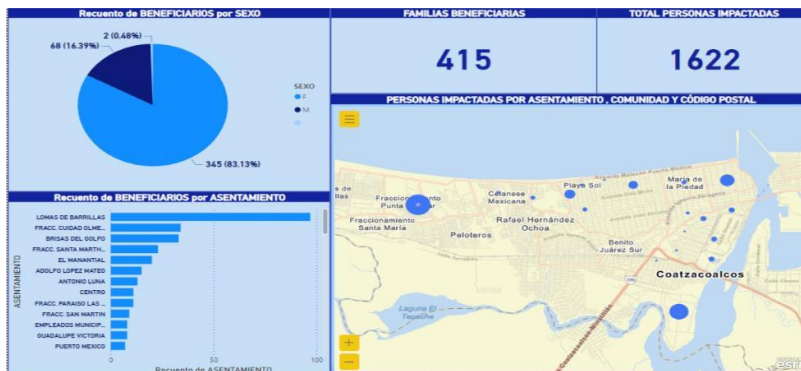 Recuento de BENEFICIARIOS por SEXO
2 (0.48%)
68 (16.39%)
345 (83.13%)
SEXO
F
M
FAMILIAS BENEFICIARIAS
415
TOTAL PERSONAS IMPACTADAS
1622
Recuento de BENEFICIARIOS por ASENTAMIENTO
ASENTAMIENTO
LOMAS DE BARRILLAS
FRACC. CUIDAD OLME...
BRISAS DEL GOLFO
FRACC. SANTA MARTH...
EL MANANTIAL
ADOLFO LOPEZ MATEO
ANTONIO LUNA
CENTRO
FRACC. PARAISO LAS ...
FRACC. SAN MARTIN
EMPLEADOS MUNICIP...
GUADALUPE VICTORIA
PUERTO MEXICO
0
50
100
Recuento de ASENTAMIENTO
PERSONAS IMPACTADAS POR ASENTAMIENTO , COMUNIDAD Y CÓDIGO POSTAL
Fraccionamiento
Santa María
Peloteros
Celanese
Mexicana
Playa Sol
Rafael Hernández
Ochoa
María de
la Piedad
Benito
Juárez Sur
Coatzacoalcos
Laguna El
Tepache
+
−
esri